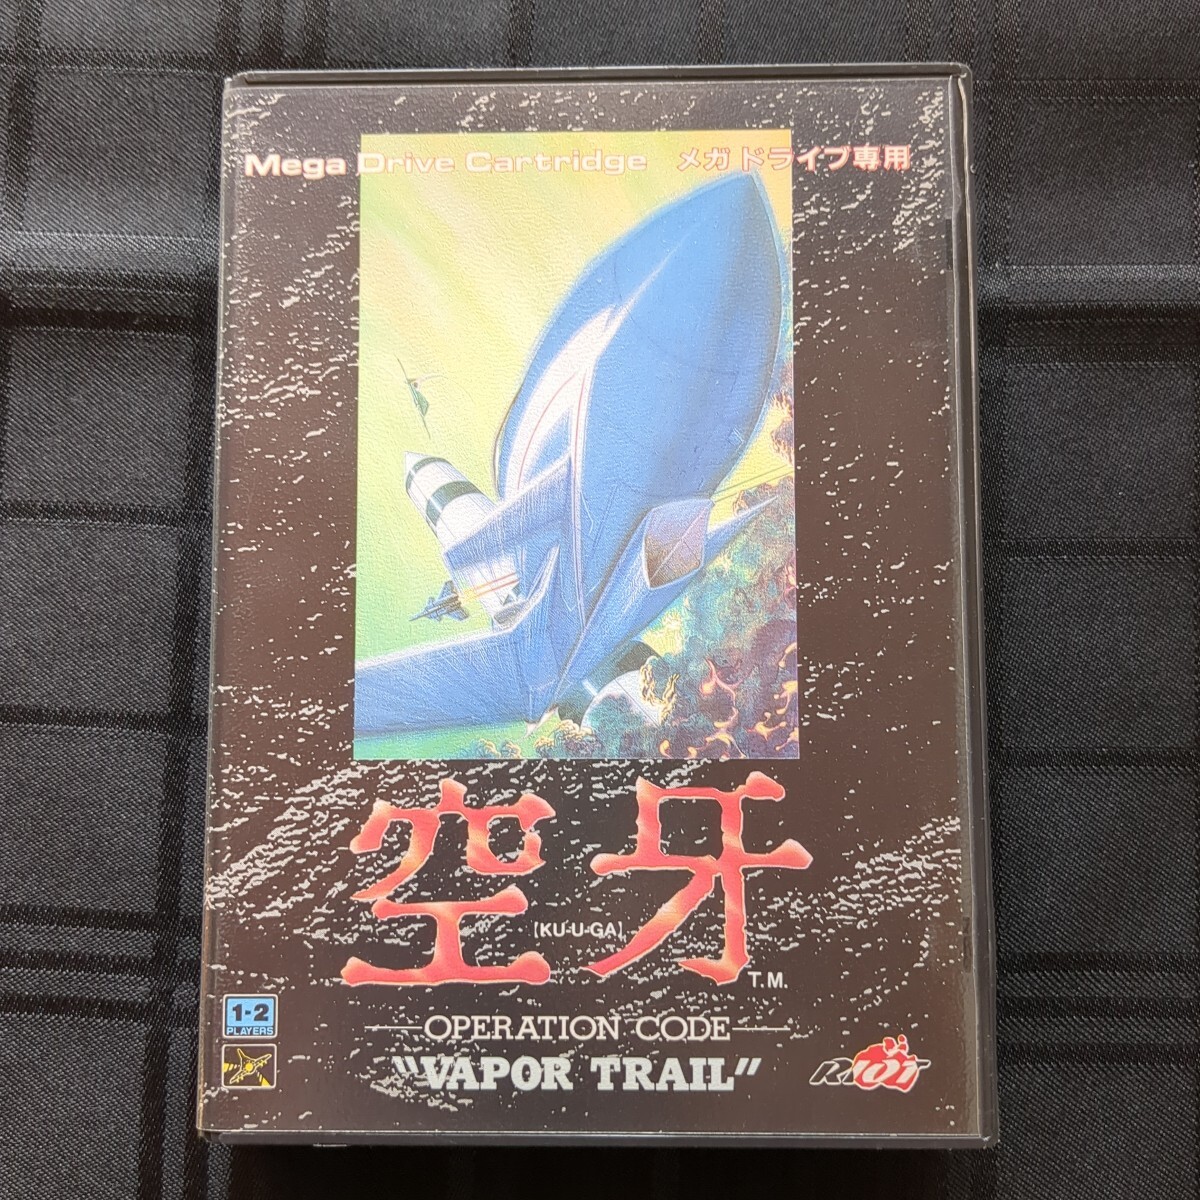 Mega Drive Cartridge メガドライブ専用
空牙
【KU-U-GA】
T.M.
OPERATION CODE
"VAPOR TRAIL"
1-2
PLAYERS
RIOT